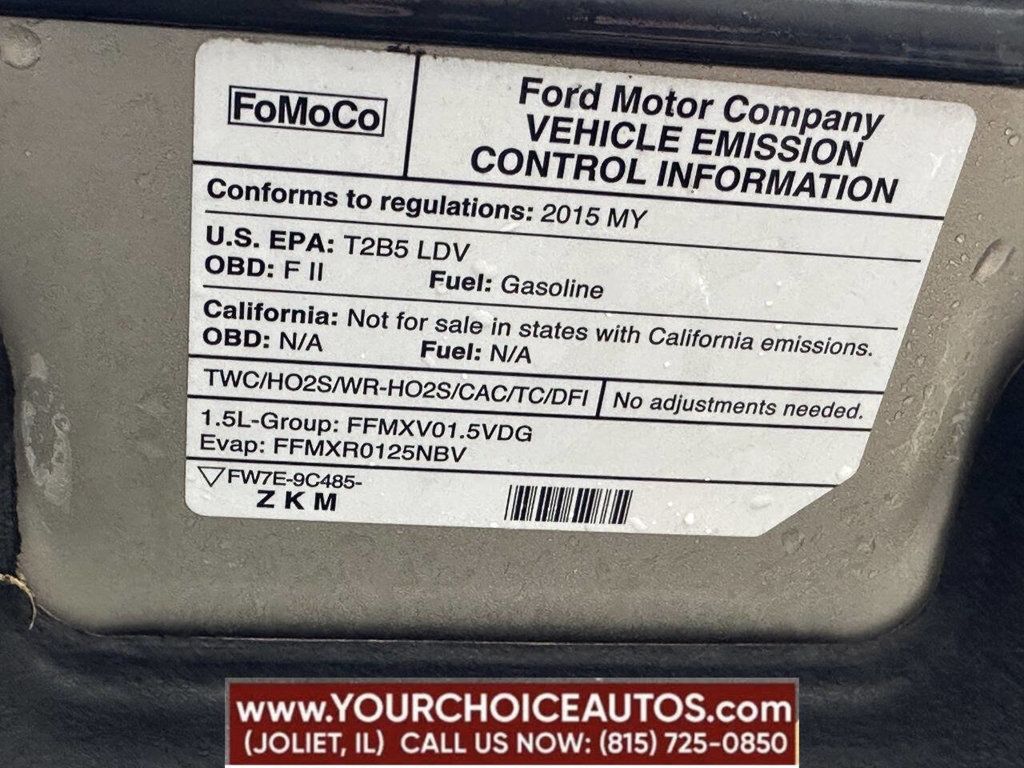 FoMoCo
Ford Motor Company
VEHICLE EMISSION
CONTROL INFORMATION
Conforms to regulations: 2015 MY
U.S. EPA: T2B5 LDV
OBD: F II Fuel: Gasoline
California: Not for sale in states with California emissions.
OBD: N/A Fuel: N/A
TWC/HO2S/WR-HO2S/CAC/TC/DFI No adjustments needed.
1.5L-Group: FFMXV01.5VDG
Evap: FFMXR0125NBV
FW7E-9C485-
Z K M
www.YOURCHOICEAUTOS.com
(JOLIET, IL) CALL US NOW: (815) 725-0850